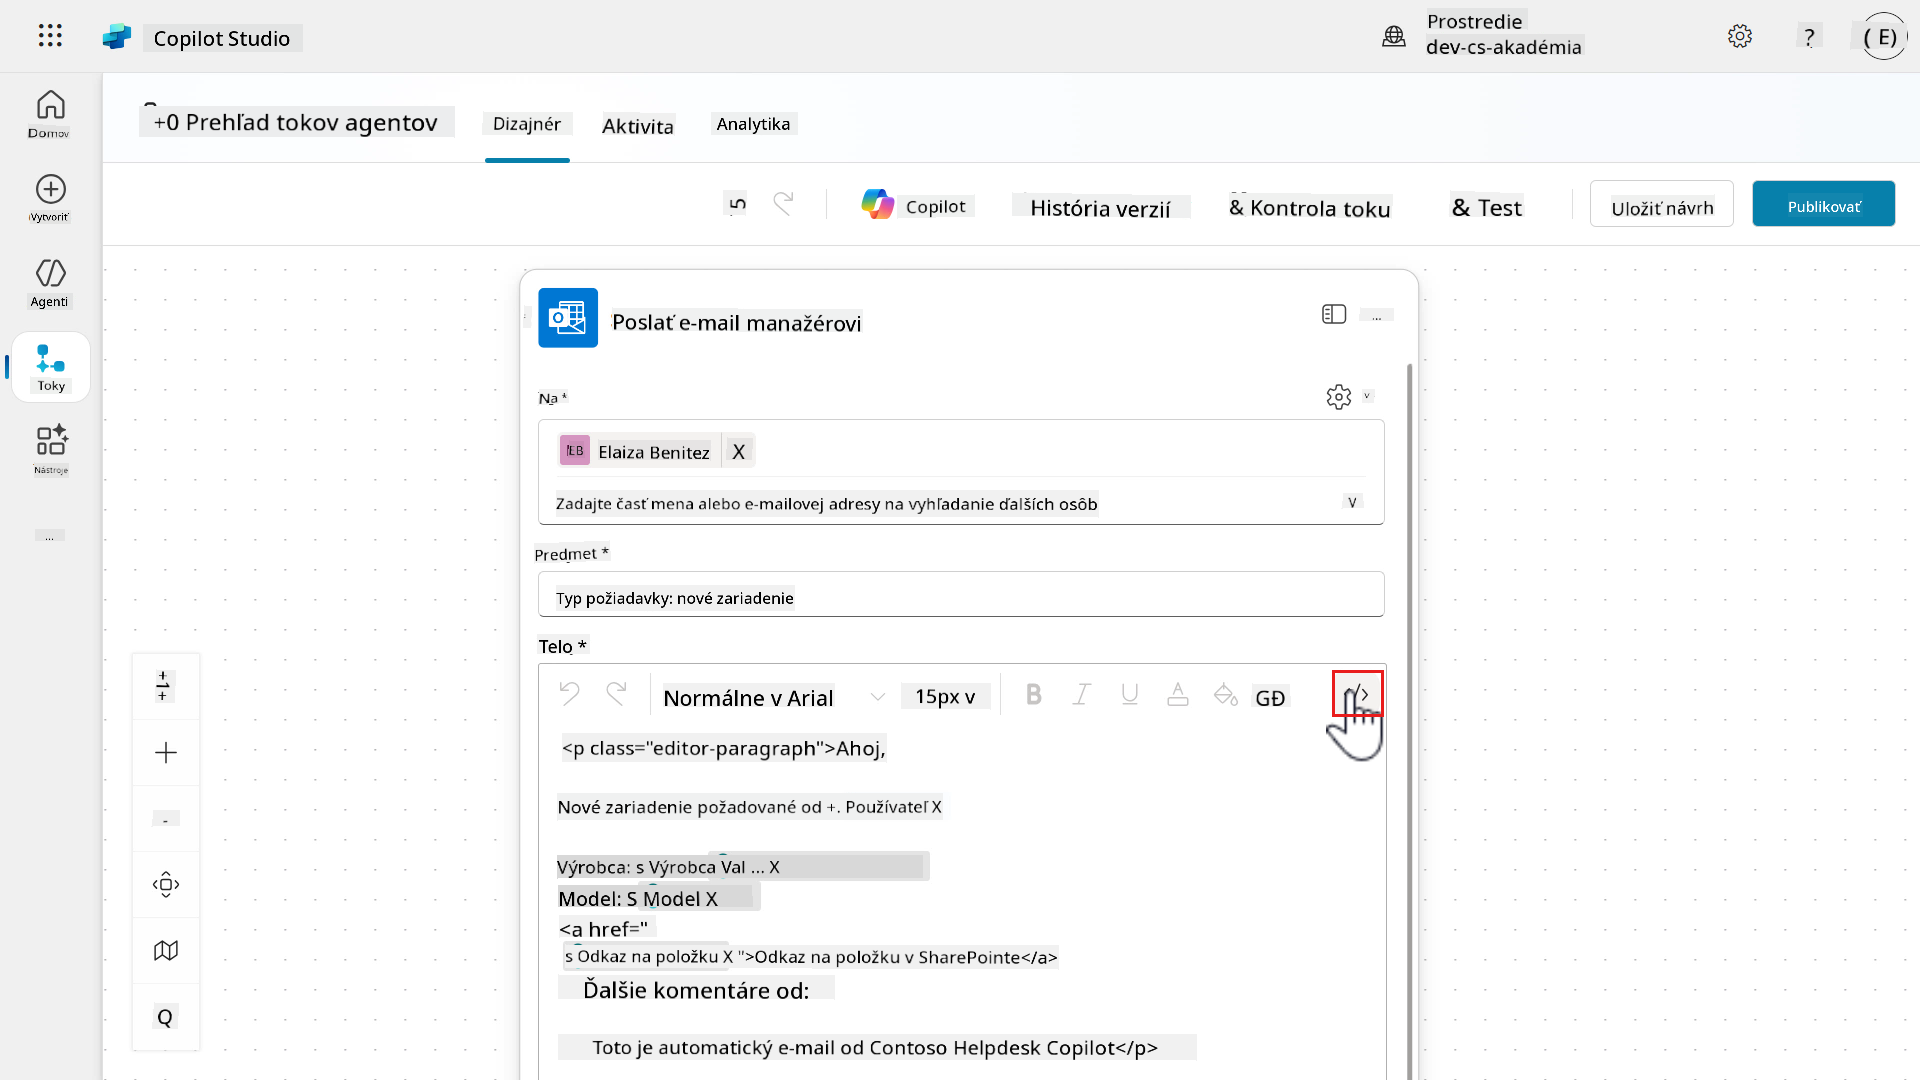 Copilot Studio
Prostredie
dev-cs-akadémia
?
( E)
Domov
Vytvoriť
Agenti
Toky
Nástroje
...
+0 Prehľad tokov agentov
Dizajnér
Aktivita
Analytika
5
Copilot
História verzií
& Kontrola toku
& Test
Uložiť návrh
Publikovať
Poslať e-mail manažérovi
...
Na *
v
EB
Elaiza Benitez
X
Zadajte časť mena alebo e-mailovej adresy na vyhľadanie ďalších osôb
V
Predmet *
Typ požiadavky: nové zariadenie
Telo *
Normálne v Arial
15px v
B
I
U
A
GĐ
</>
<p class="editor-paragraph">Ahoj,
Nové zariadenie požadované od +. Používateľ X
Výrobca: s Výrobca Val ... X
Model: S Model X
<a href="
s Odkaz na položku X ">Odkaz na položku v SharePointe</a>
Ďalšie komentáre od:
Toto je automatický e-mail od Contoso Helpdesk Copilot</p>
Q